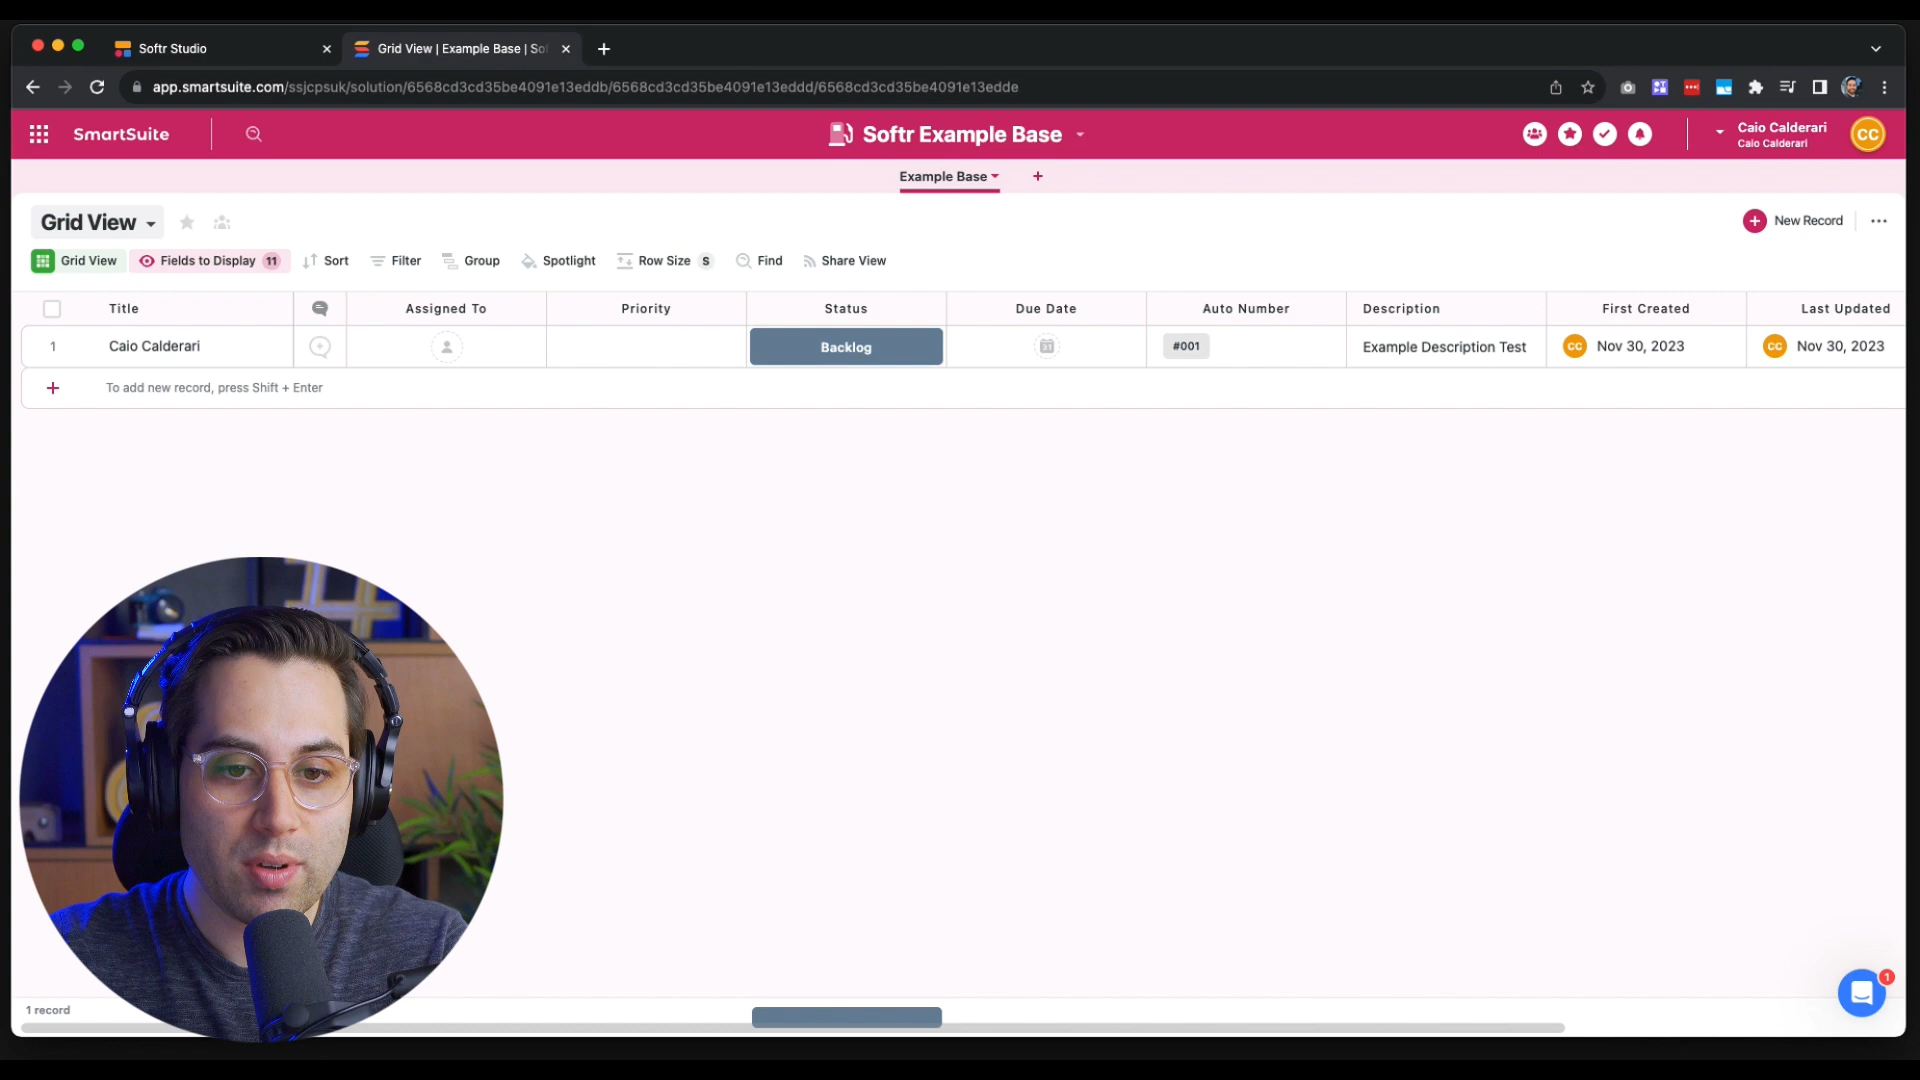 Softr Studio
Grid View | Example Base | Sof
app.smartsuite.com/ssjcpsuk/solution/6568cd3cd35be4091e13eddb/6568cd3cd35be4091e13eddd/6568cd3cd35be4091e13edde
SmartSuite
Softr Example Base
Caio Calderari
Caio Calderari
CC
Example Base
Grid View
New Record
Grid View
Fields to Display 11
Sort
Filter
Group
Spotlight
Row Size S
Find
Share View
Title
Assigned To
Priority
Status
Due Date
Auto Number
Description
First Created
Last Updated
1
Caio Calderari
Backlog
31
#001
Example Description Test
CC Nov 30, 2023
CC Nov 30, 2023
To add new record, press Shift + Enter
1 record
1